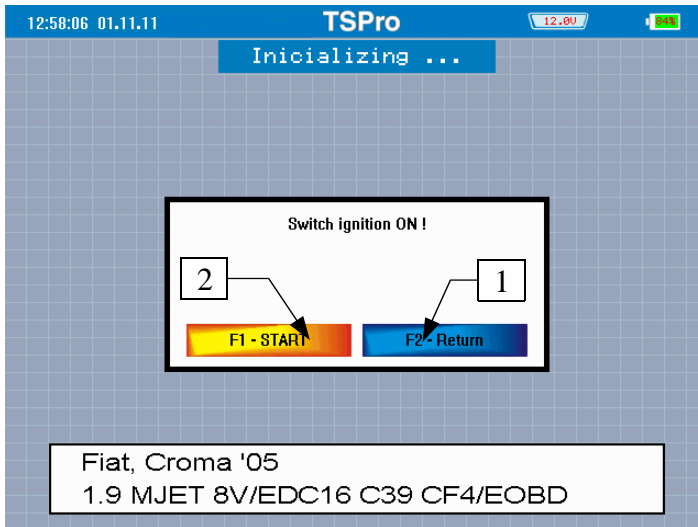 12:58:06 01.11.11 TSPro 12.0V 84%
Inicializing ...
Switch ignition ON !
2 1
F1 - START F2 - Return
Fiat, Croma '05
1.9 MJET 8V/EDC16 C39 CF4/EOBD